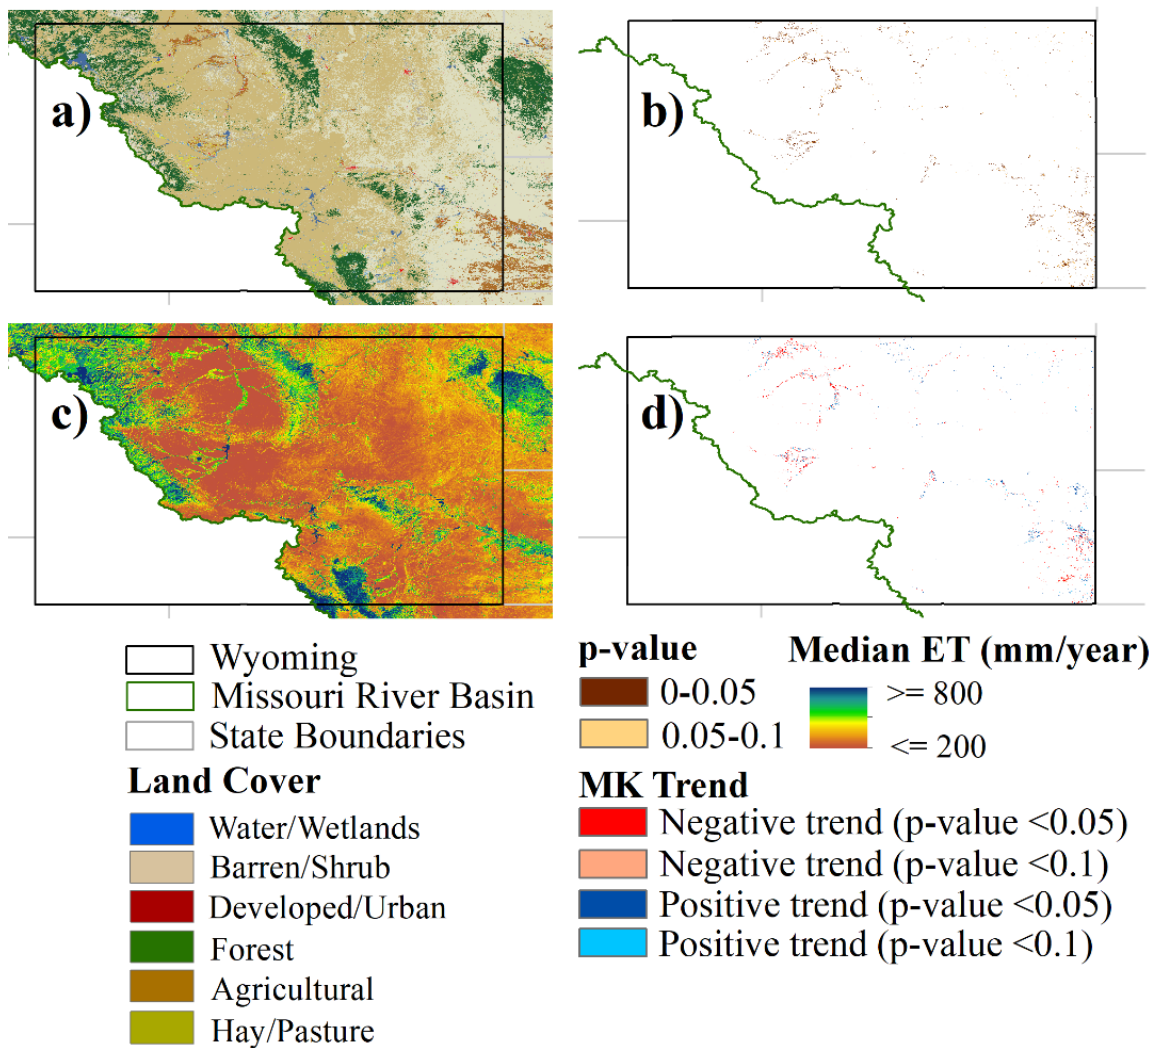 a)
b)
c)
d)
Wyoming
Missouri River Basin
State Boundaries
Land Cover
Water/Wetlands
Barren/Shrub
Developed/Urban
Forest
Agricultural
Hay/Pasture
p-value
0-0.05
0.05-0.1
Median ET (mm/year)
>= 800
<= 200
MK Trend
Negative trend (p-value <0.05)
Negative trend (p-value <0.1)
Positive trend (p-value <0.05)
Positive trend (p-value <0.1)